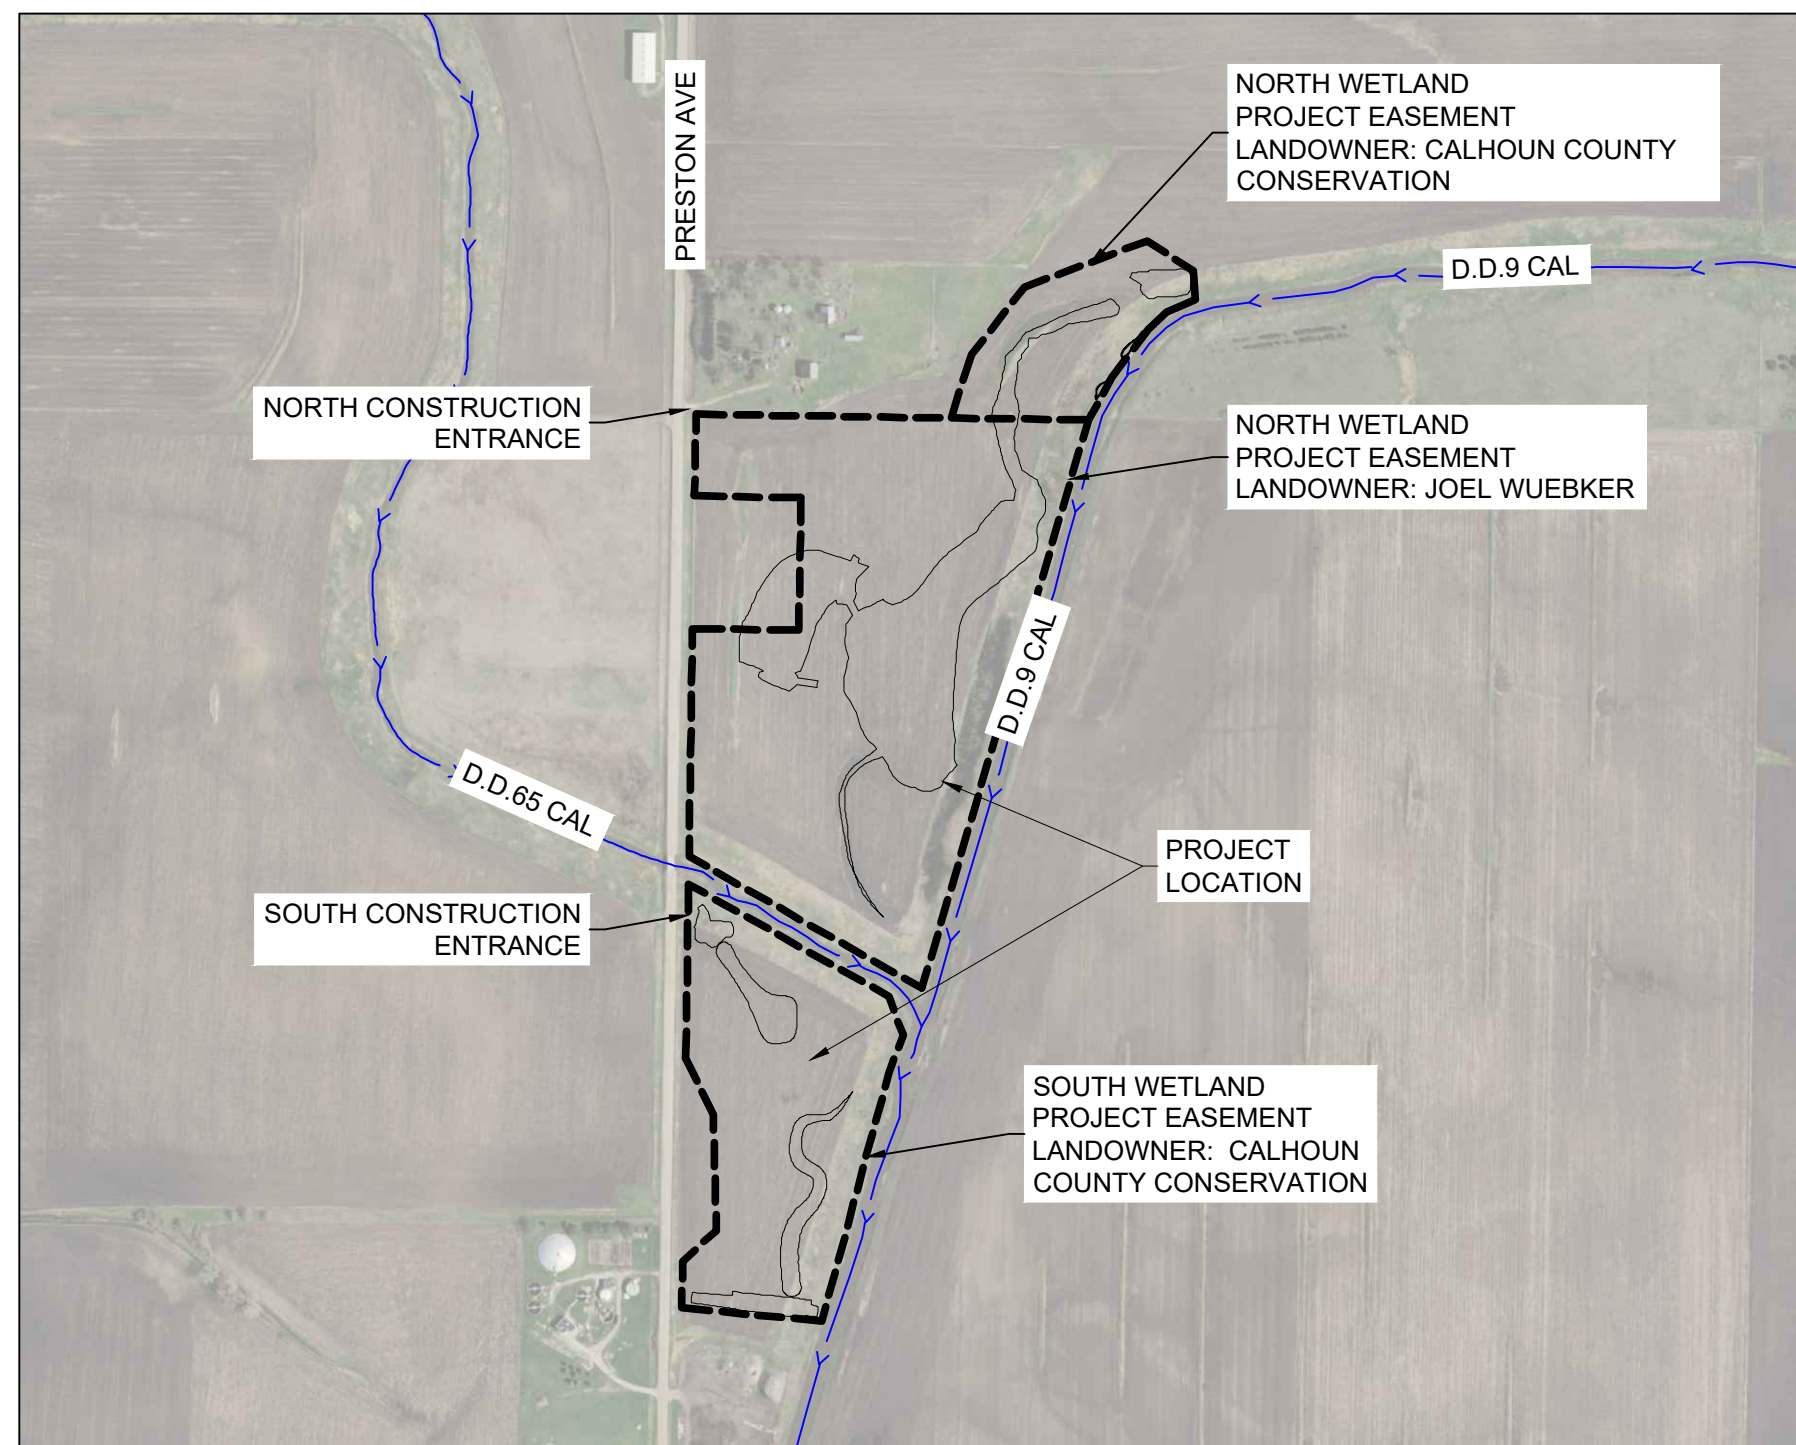 PRESTON AVE
NORTH WETLAND
PROJECT EASEMENT
LANDOWNER: CALHOUN COUNTY
CONSERVATION
D.D.9 CAL
NORTH CONSTRUCTION
ENTRANCE
NORTH WETLAND
PROJECT EASEMENT
LANDOWNER: JOEL WUEBKER
D.D.9 CAL
D.D.65 CAL
PROJECT
LOCATION
SOUTH CONSTRUCTION
ENTRANCE
SOUTH WETLAND
PROJECT EASEMENT
LANDOWNER: CALHOUN
COUNTY CONSERVATION